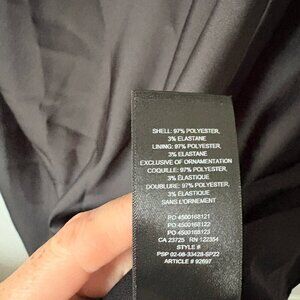 SHELL: 97% POLYESTER,
3% ELASTANE
LINING: 97% POLYESTER,
3% ELASTANE
EXCLUSIVE OF ORNAMENTATION
COQUILLE: 97% POLYESTER,
3% ÉLASTIQUE
DOUBLURE: 97% POLYESTER,
3% ÉLASTIQUE
SANS L'ORNEMENT
PO 4500168121
PO 4500168122
PO 4500168123
CA 23725 RN 122354
STYLE #
PSP 02-08-33428-SP22
ARTICLE # 92697